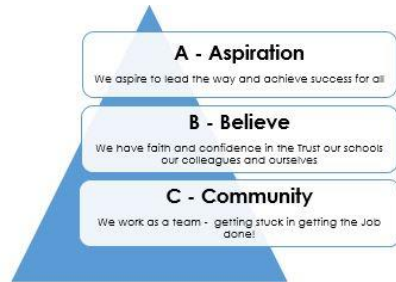 A - Aspiration
We aspire to lead the way and achieve success for all
B - Believe
We have faith and confidence in the Trust our schools
our colleagues and ourselves
C - Community
We work as a team - getting stuck in getting the Job
done!